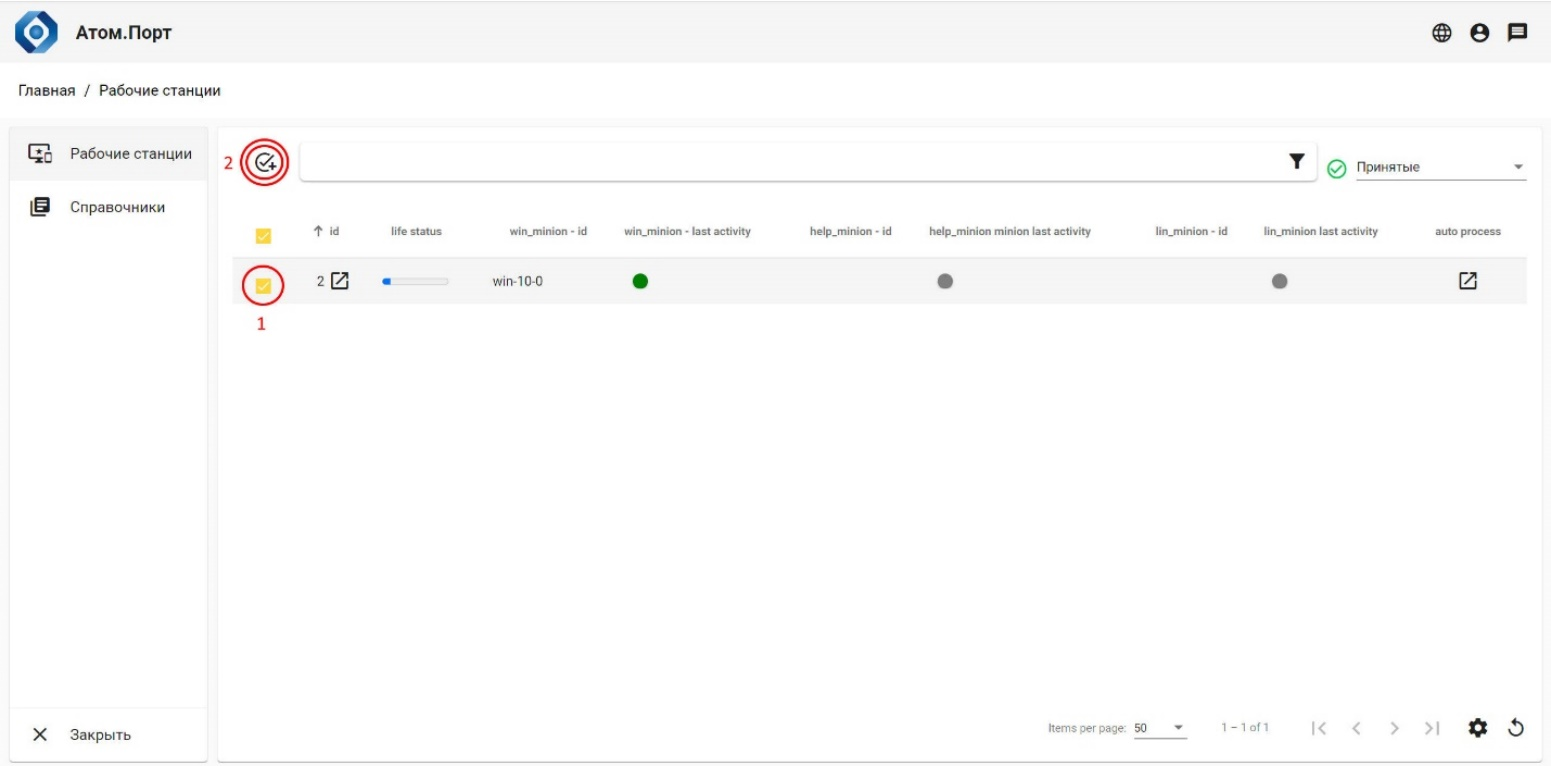 Атом.Порт
Главная / Рабочие станции
Рабочие станции
Справочники
2
Принятые
id life status win_minion - id win_minion - last activity help_minion - id help_minion minion last activity lin_minion - id lin_minion last activity auto process
2 win-10-0
1
Закрыть
Items per page: 50 1 – 1 of 1